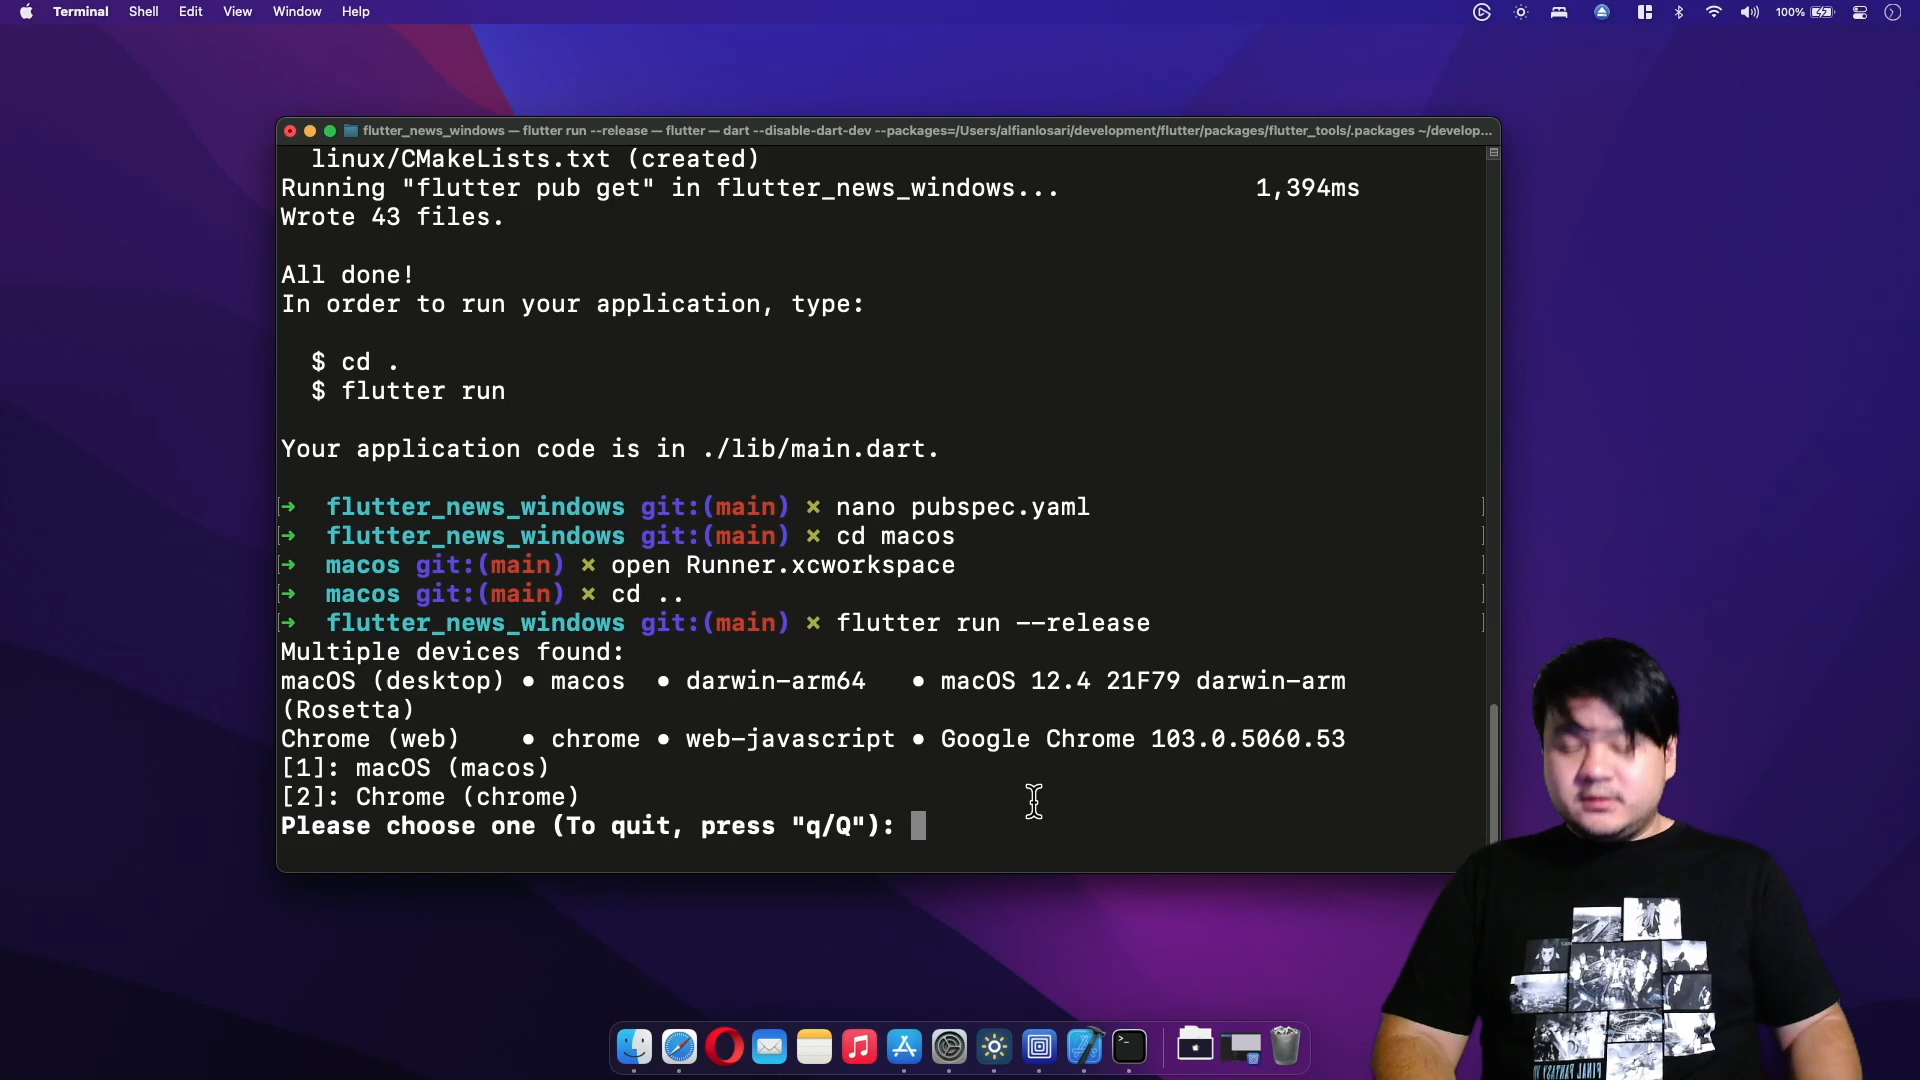 Terminal Shell Edit View Window Help 100%
flutter_news_windows — flutter run --release — flutter — dart --disable-dart-dev --packages=/Users/alfianlosari/development/flutter/packages/flutter_tools/.packages ~/develop...
linux/CMakeLists.txt (created)
Running "flutter pub get" in flutter_news_windows... 1,394ms
Wrote 43 files.
All done!
In order to run your application, type:
$ cd .
$ flutter run
Your application code is in ./lib/main.dart.
[➜ flutter_news_windows git:(main) × nano pubspec.yaml ]
[➜ flutter_news_windows git:(main) × cd macos ]
[➜ macos git:(main) × open Runner.xcworkspace ]
[➜ macos git:(main) × cd .. ]
[➜ flutter_news_windows git:(main) × flutter run --release ]
Multiple devices found:
macOS (desktop) • macos • darwin-arm64 • macOS 12.4 21F79 darwin-arm
(Rosetta)
Chrome (web) • chrome • web-javascript • Google Chrome 103.0.5060.53
[1]: macOS (macos)
[2]: Chrome (chrome)
Please choose one (To quit, press "q/Q"):
FINAL FANTASY VII